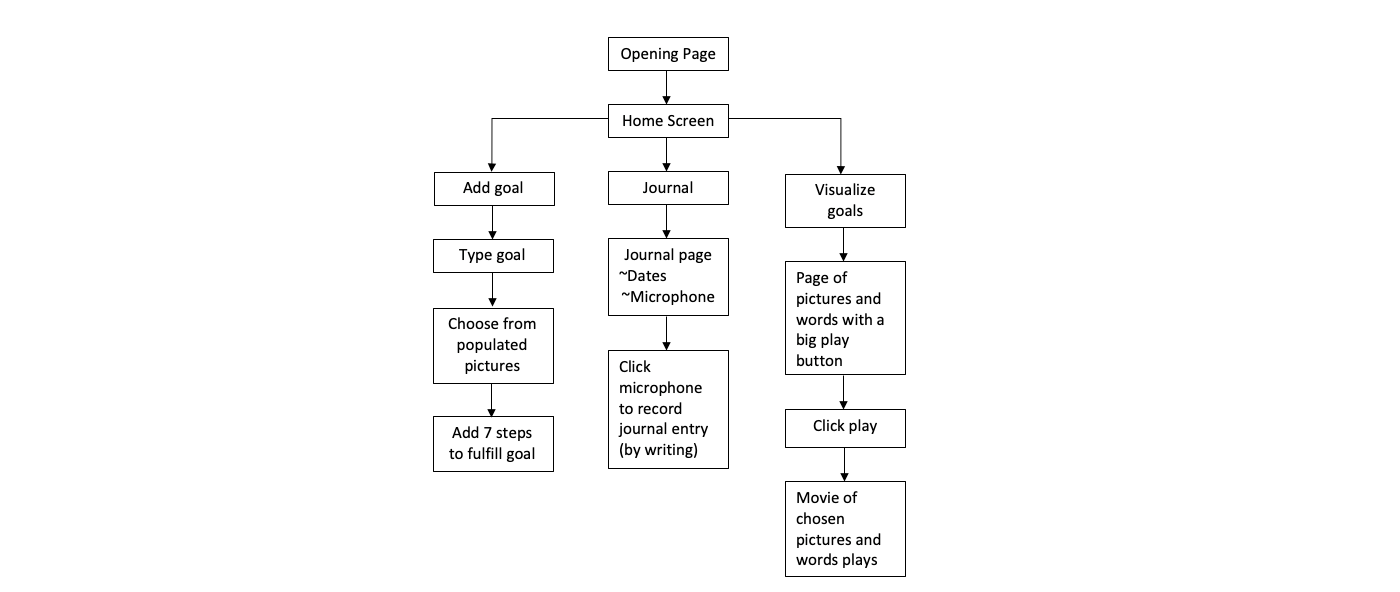 Opening Page
Home Screen
Add goal
Type goal
Choose from
populated
pictures
Add 7 steps
to fulfill goal
Journal
Journal page
~Dates
~Microphone
Click
microphone
to record
journal entry
(by writing)
Visualize
goals
Page of
pictures and
words with a
big play
button
Click play
Movie of
chosen
pictures and
words plays